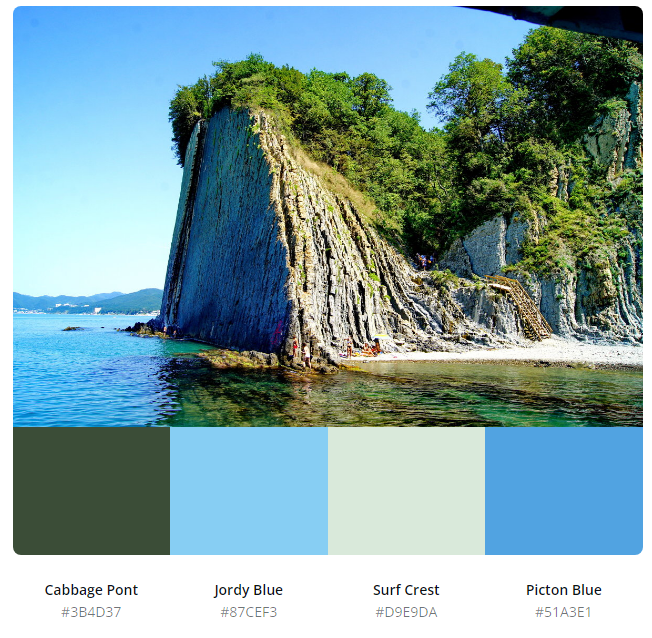 Cabbage Pont
#3B4D37
Jordy Blue
#87CEF3
Surf Crest
#D9E9DA
Picton Blue
#51A3E1